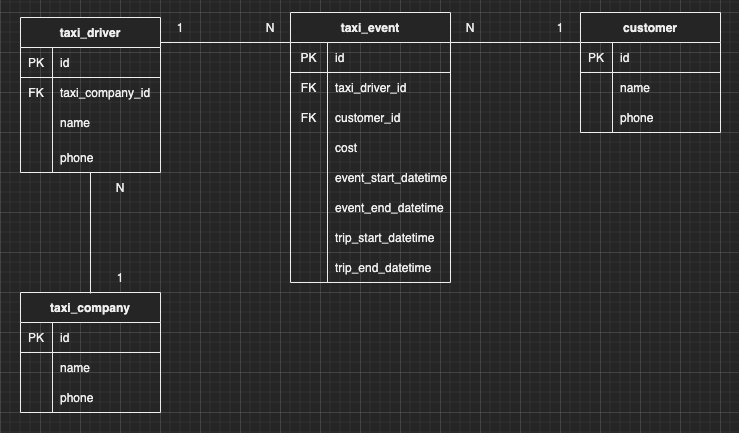 taxi_driver
PK id
FK taxi_company_id
name
phone
1 N
taxi_event
PK id
FK taxi_driver_id
FK customer_id
cost
event_start_datetime
event_end_datetime
trip_start_datetime
trip_end_datetime
N 1
customer
PK id
name
phone
N
1
taxi_company
PK id
name
phone